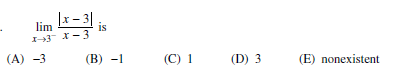 . lim x→3⁻ |x − 3| / x − 3 is
(A) −3 (B) −1 (C) 1 (D) 3 (E) nonexistent